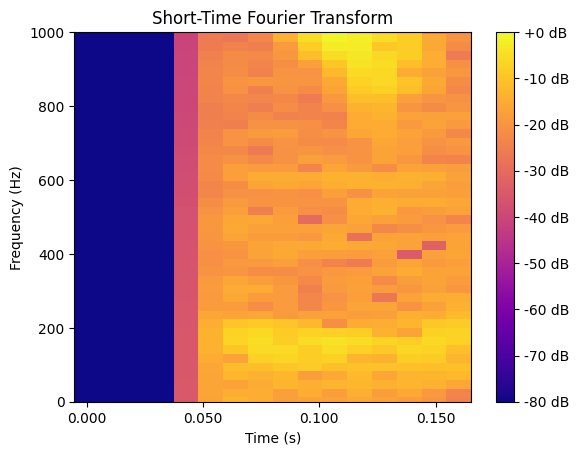 Short-Time Fourier Transform
1000
800
600
400
200
0
Frequency (Hz)
0.000
0.050
0.100
0.150
Time (s)
+0 dB
-10 dB
-20 dB
-30 dB
-40 dB
-50 dB
-60 dB
-70 dB
-80 dB